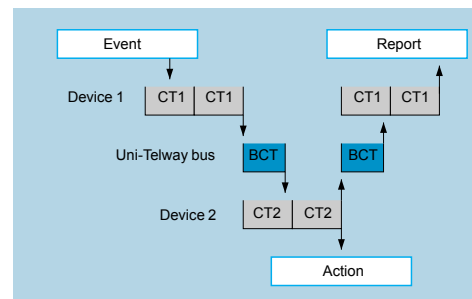 Event Report
Device 1 CT1 CT1 CT1 CT1
Uni-Telway bus BCT BCT
Device 2 CT2 CT2
Action